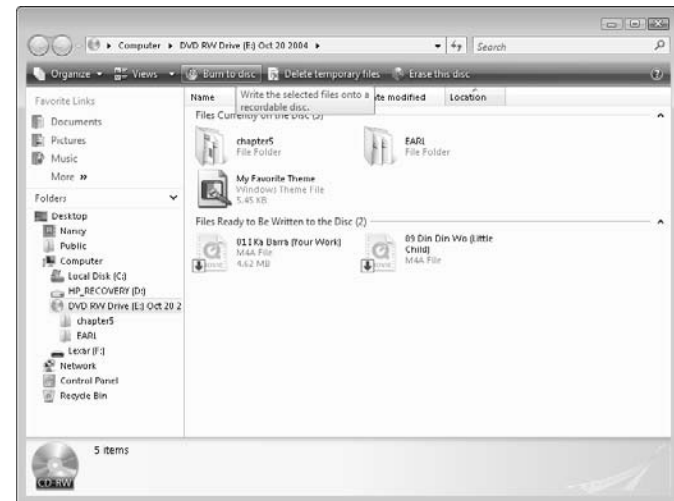 Computer ▸ DVD RW Drive (E:) Oct 20 2004 ▸
Search
Organize Views Burn to disc Delete temporary files Erase this disc
Favorite Links
Documents
Pictures
Music
More »
Folders
Desktop
Nancy
Public
Computer
Local Disk (C:)
HP_RECOVERY (D:)
DVD RW Drive (E:) Oct 20 2
chapter5
EARL
Lexar (F:)
Network
Control Panel
Recycle Bin
Name te modified Location
Write the selected files onto a
recordable disc.
Files Currently on the Disc (3)
chapter5
File Folder
EARL
File Folder
My Favorite Theme
Windows Theme File
5.45 KB
Files Ready to Be Written to the Disc (2)
01 I Ka Barra (Your Work)
M4A File
4.62 MB
09 Din Din Wo (Little
Child)
M4A File
5 items
CD-RW